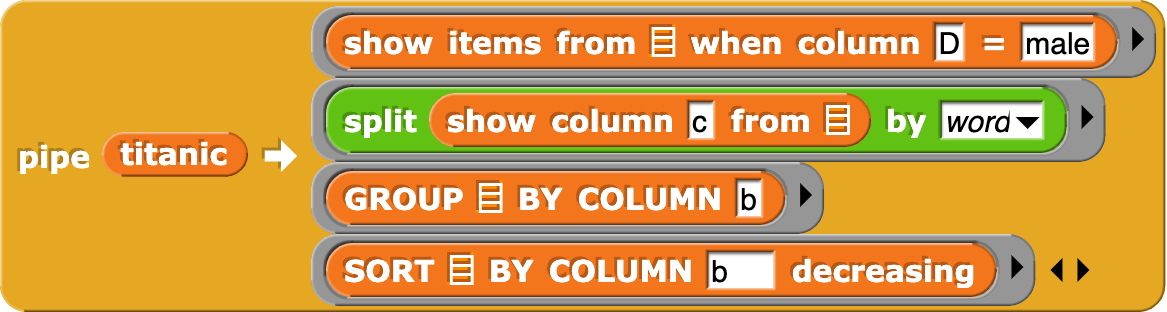 show items from when column D = male
split show column c from by word
pipe titanic
GROUP BY COLUMN b
SORT BY COLUMN b decreasing